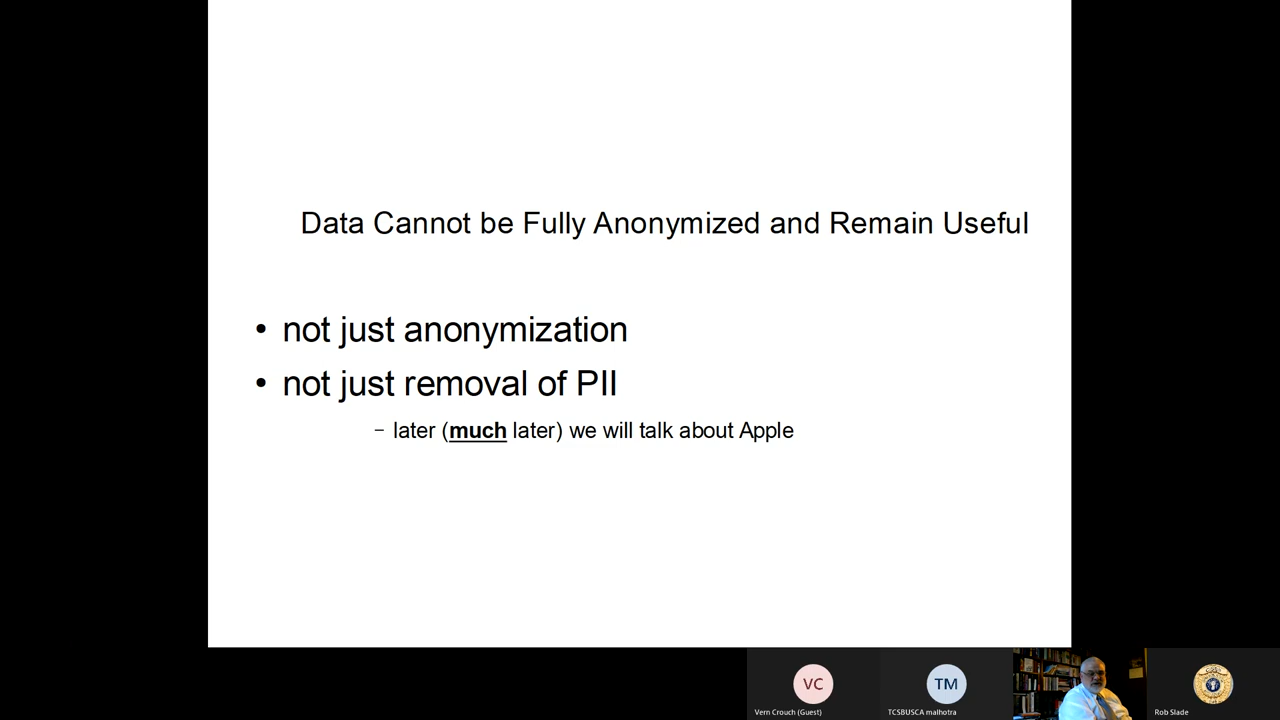 Data Cannot be Fully Anonymized and Remain Useful
• not just anonymization
• not just removal of PII
– later (much later) we will talk about Apple
VC
TM
Vern Crouch (Guest)
TCSBUSCA malhotra
Rob Slade